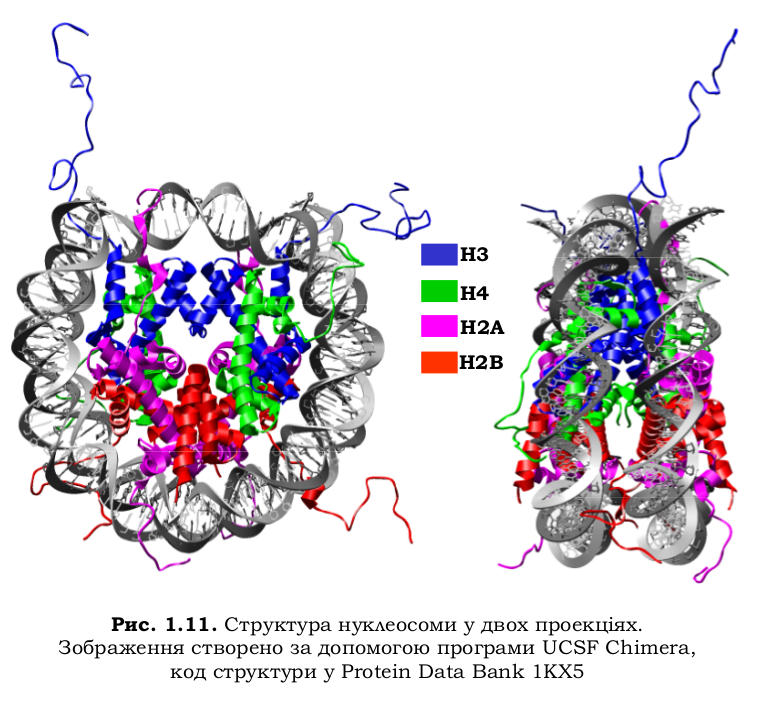 H3
H4
H2A
H2B
Рис. 1.11. Структура нуклеосоми у двох проекціях.
Зображення створено за допомогою програми UCSF Chimera,
код структури у Protein Data Bank 1KX5